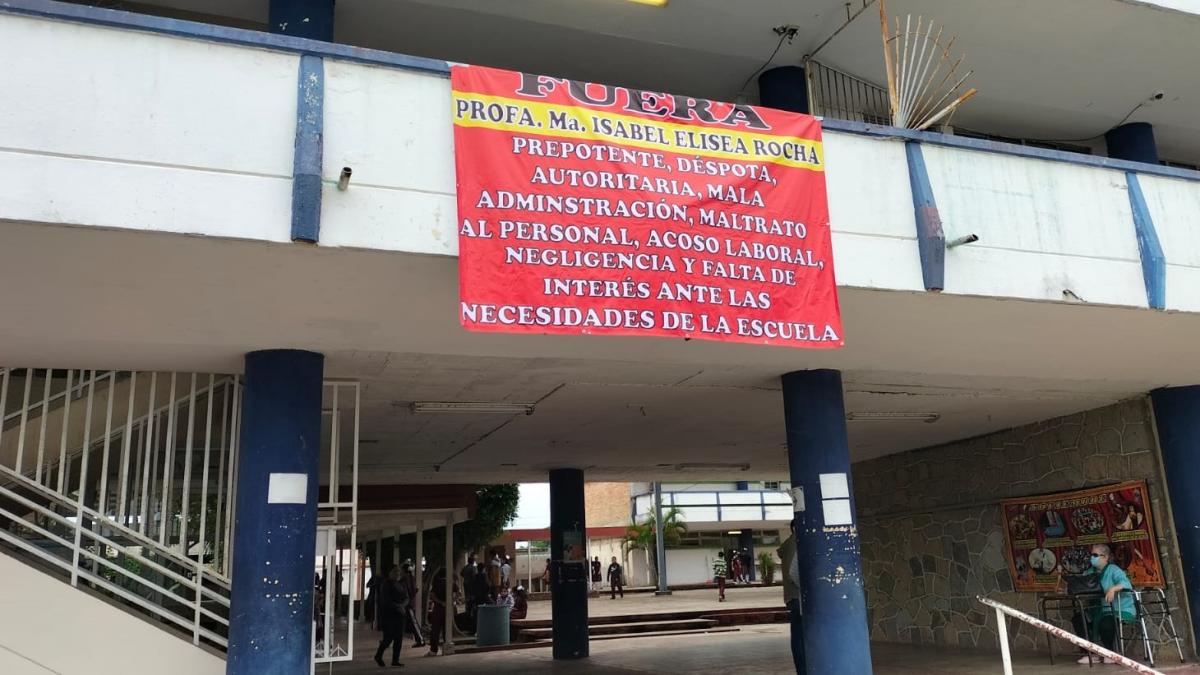 FUERA
PROFA. Ma. ISABEL ELISEA ROCHA
PREPOTENTE, DÉSPOTA,
AUTORITARIA, MALA
ADMINSTRACIÓN, MALTRATO
AL PERSONAL, ACOSO LABORAL,
NEGLIGENCIA Y FALTA DE
INTERÉS ANTE LAS
NECESIDADES DE LA ESCUELA